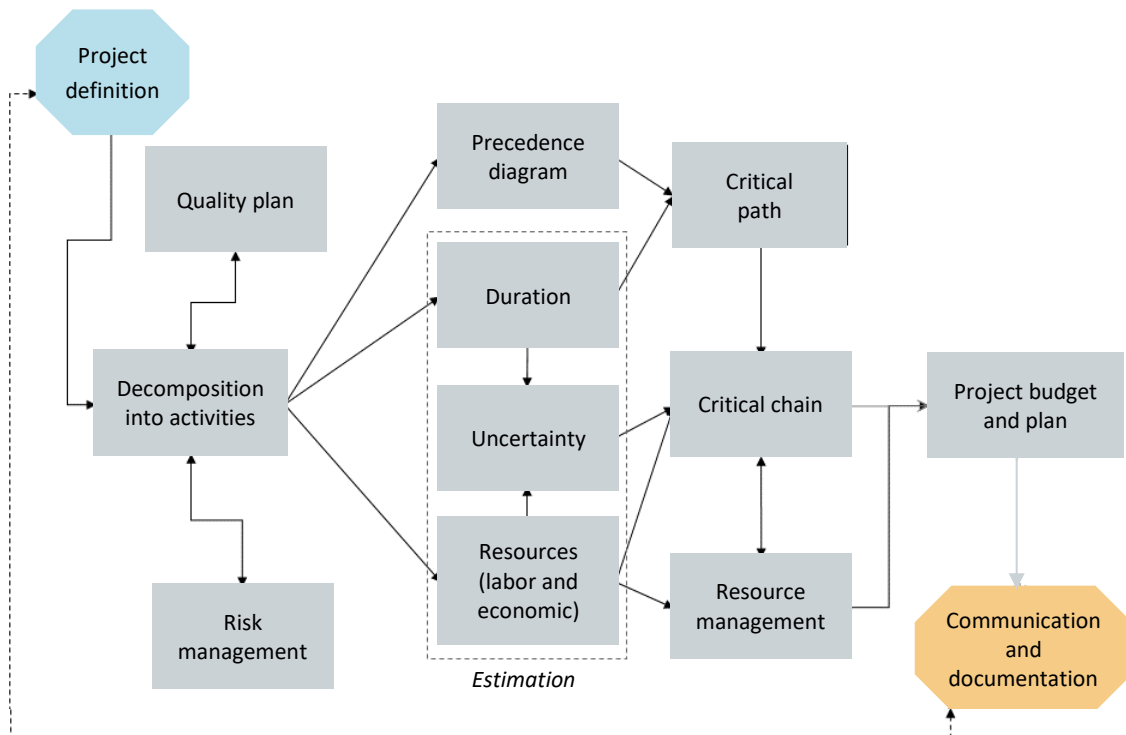 Project
definition
Quality plan
Decomposition
into activities
Risk
management
Precedence
diagram
Duration
Uncertainty
Resources
(labor and
economic)
Estimation
Critical
path
Critical chain
Resource
management
Project budget
and plan
Communication
and
documentation